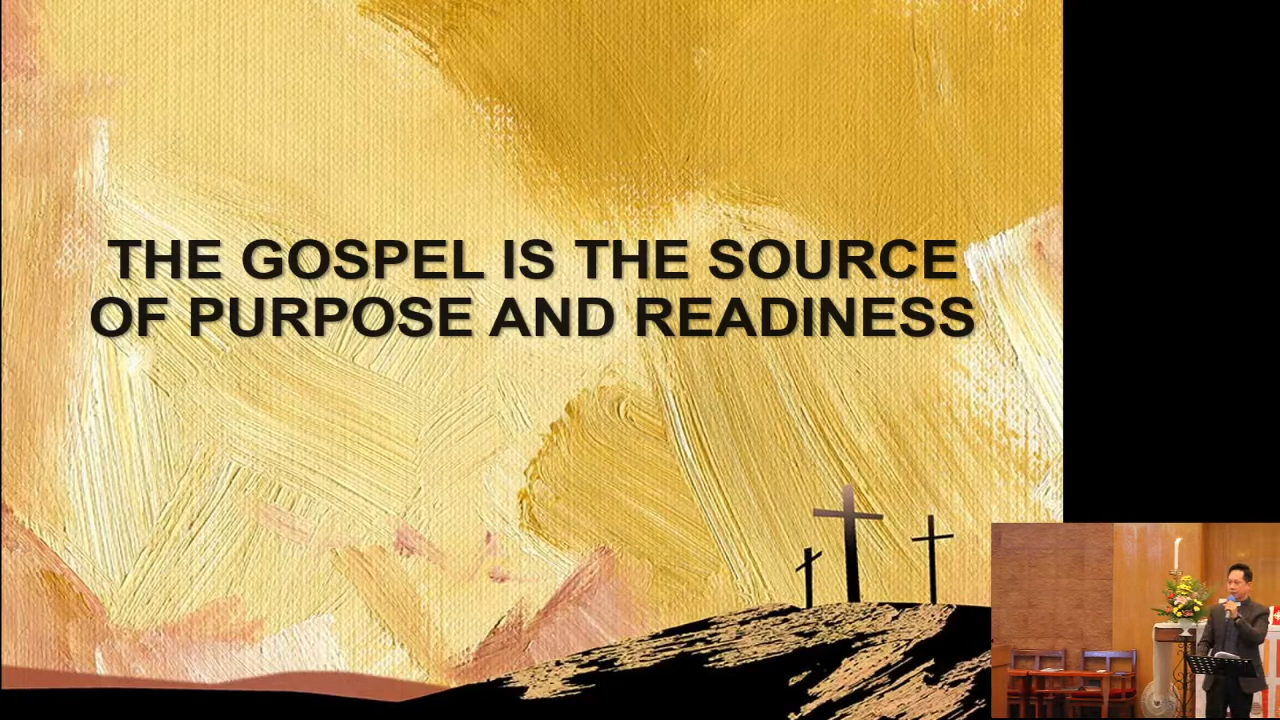 THE GOSPEL IS THE SOURCE
OF PURPOSE AND READINESS